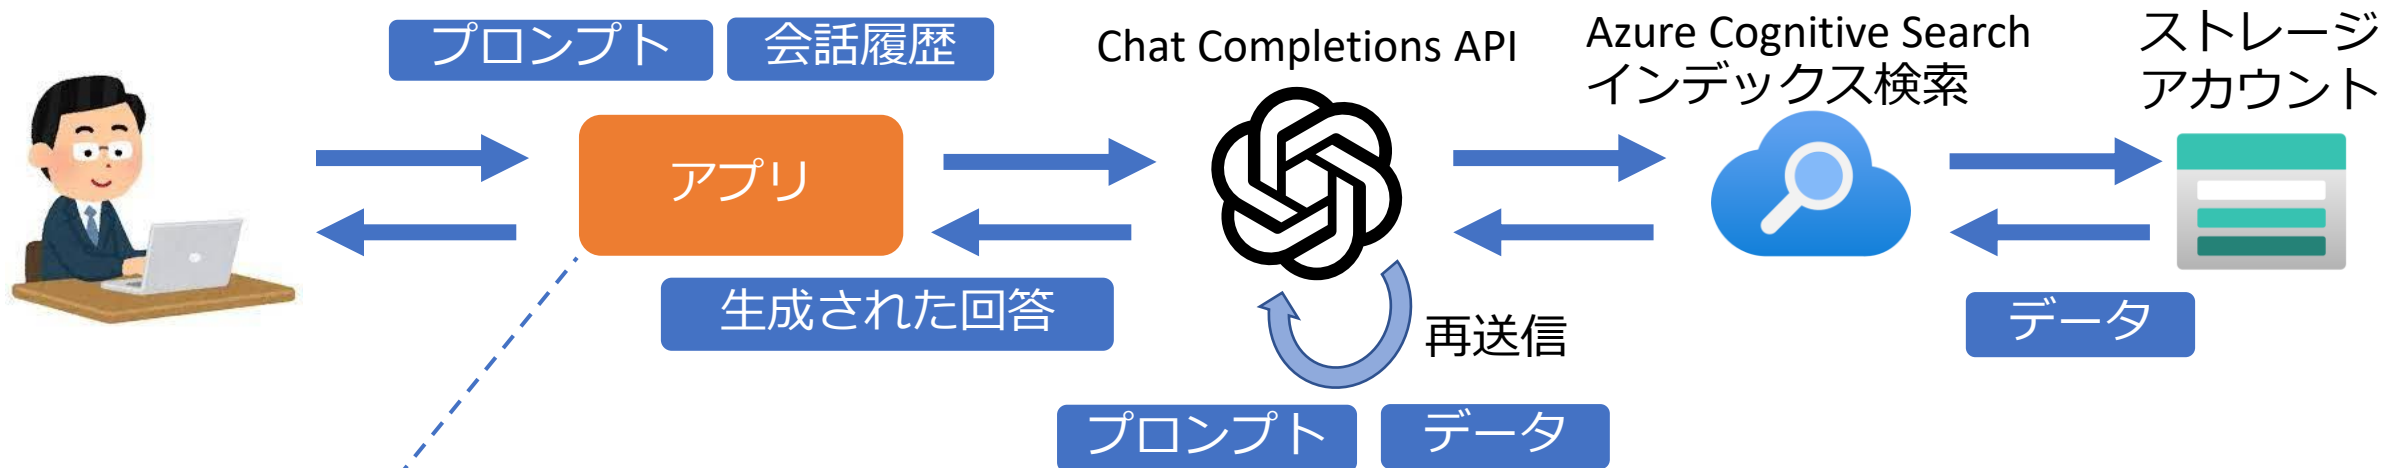 プロンプト
会話履歴
Chat Completions API
Azure Cognitive Search
インデックス検索
ストレージ
アカウント
アプリ
生成された回答
再送信
データ
プロンプト
データ